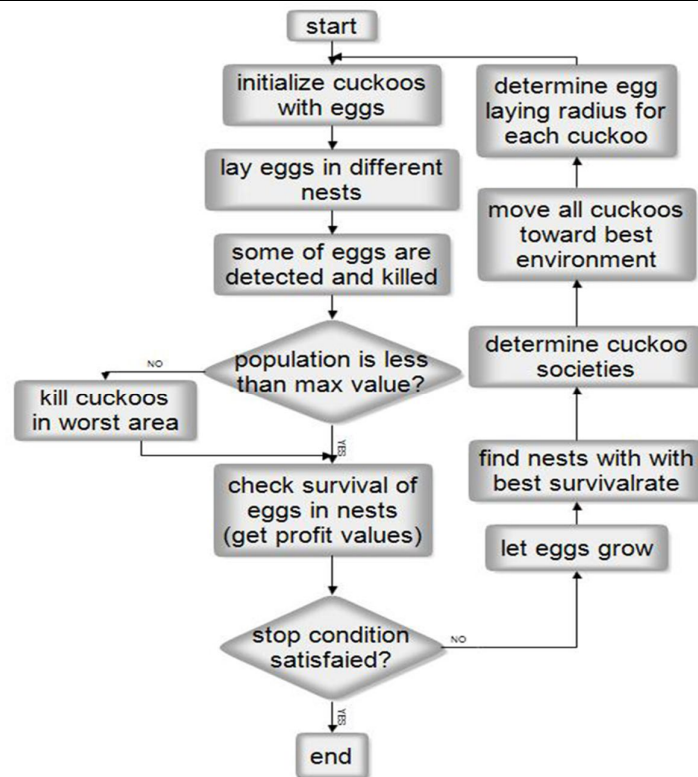 start
initialize cuckoos
with eggs
lay eggs in different
nests
some of eggs are
detected and killed
population is less
than max value?
NO
kill cuckoos
in worst area
YES
check survival of
eggs in nests
(get profit values)
stop condition
satisfaied?
YES
end
NO
let eggs grow
find nests with with
best survivalrate
determine cuckoo
societies
move all cuckoos
toward best
environment
determine egg
laying radius for
each cuckoo